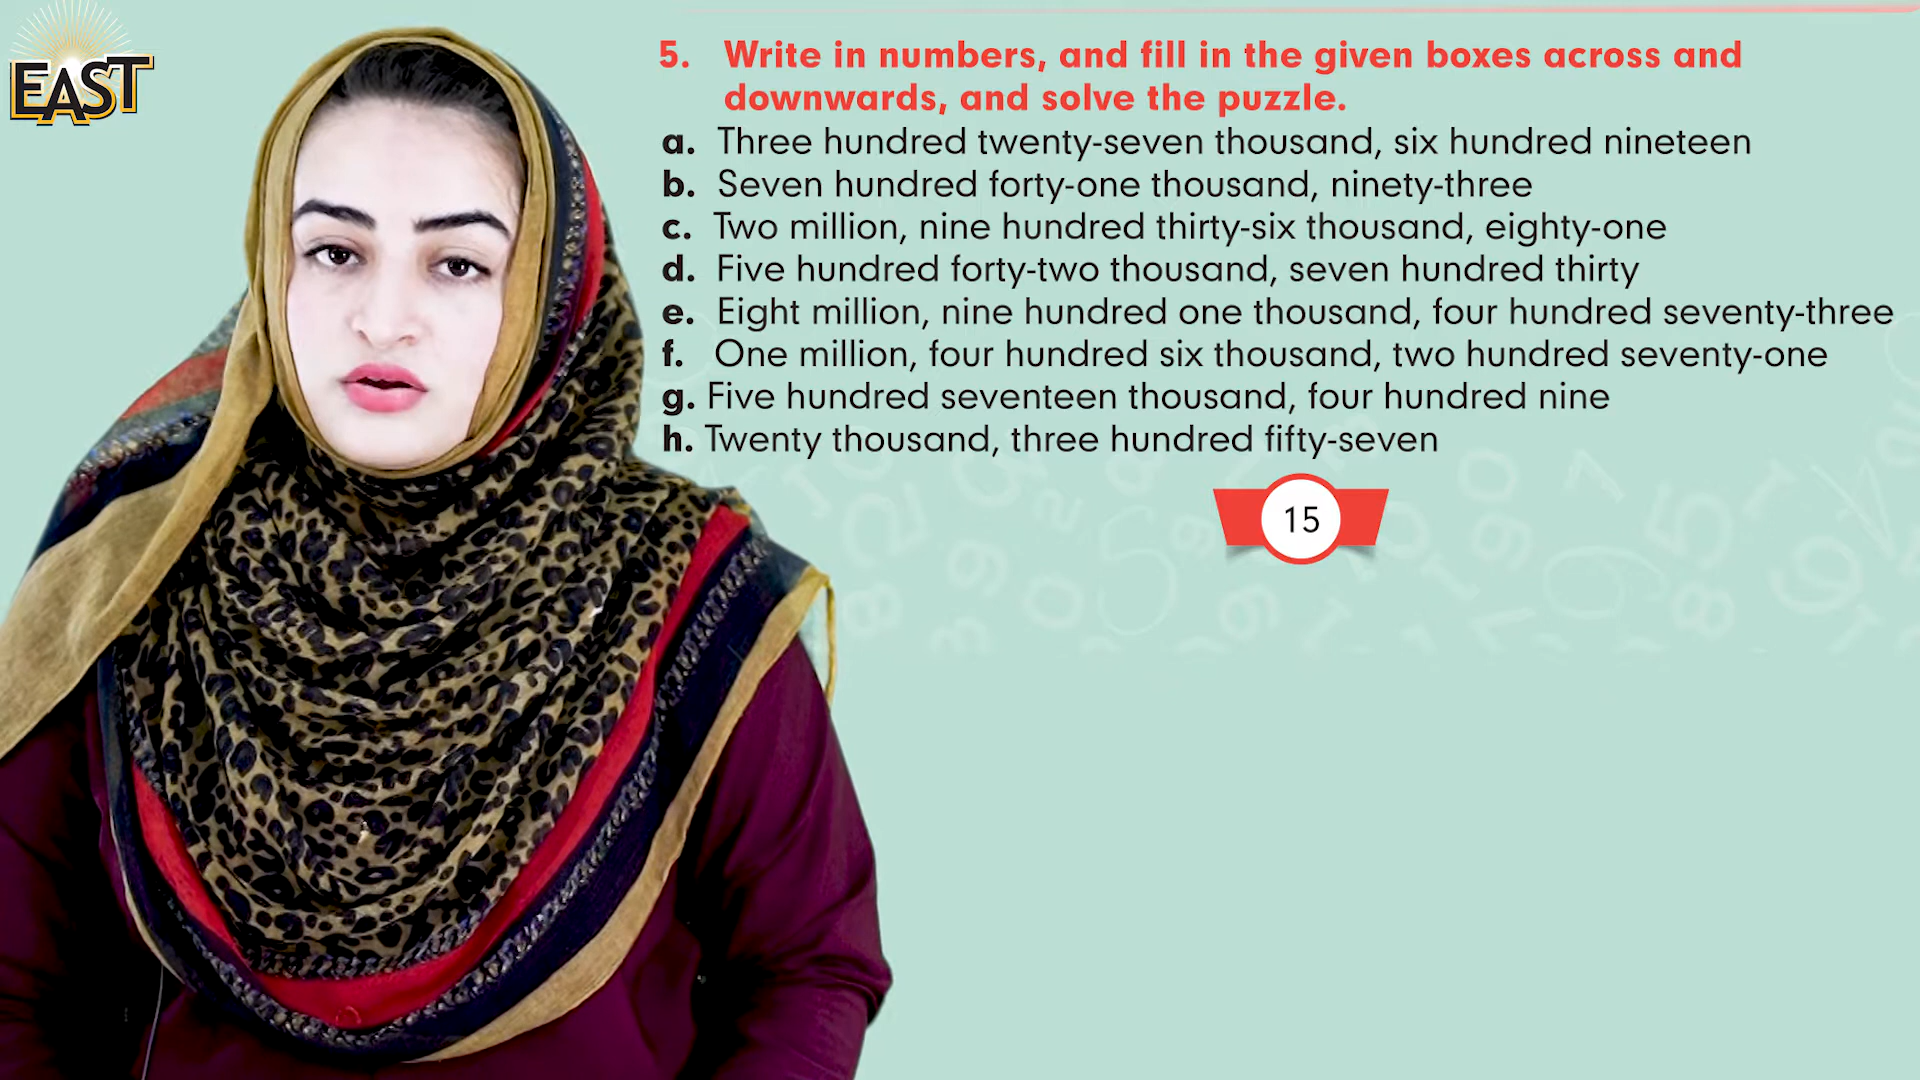 EAST
5. Write in numbers, and fill in the given boxes across and
downwards, and solve the puzzle.
a. Three hundred twenty-seven thousand, six hundred nineteen
b. Seven hundred forty-one thousand, ninety-three
c. Two million, nine hundred thirty-six thousand, eighty-one
d. Five hundred forty-two thousand, seven hundred thirty
e. Eight million, nine hundred one thousand, four hundred seventy-three
f. One million, four hundred six thousand, two hundred seventy-one
g. Five hundred seventeen thousand, four hundred nine
h. Twenty thousand, three hundred fifty-seven
15